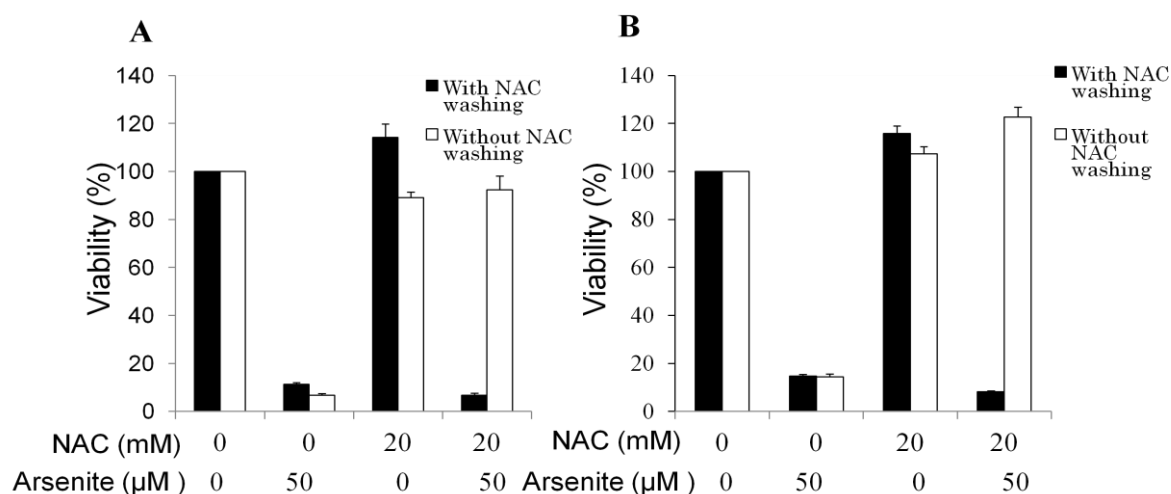 A
140
120
100
80
60
40
20
0
Viability (%)
With NAC
washing
Without NAC
washing
NAC (mM) 0 0 20 20
Arsenite (μM ) 0 50 0 50
B
140
120
100
80
60
40
20
0
Viability (%)
With NAC
washing
Without
NAC
washing
NAC (mM) 0 0 20 20
Arsenite (μM ) 0 50 0 50